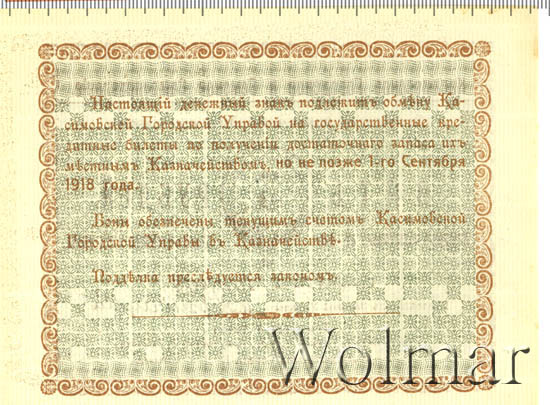 Настоящій денежный знакъ подлежитъ обмѣну Ка-
симовской Городской Управой на государственные кре-
дитные билеты по полученіи достаточнаго запаса ихъ
мѣстнымъ Казначействомъ, но не позже 1-го Сентября
1918 года.
Боны обезпечены текущимъ счетомъ Касимовской
Городской Управы въ Казначействѣ.
Поддѣлка преслѣдуется закономъ.
Wolmar